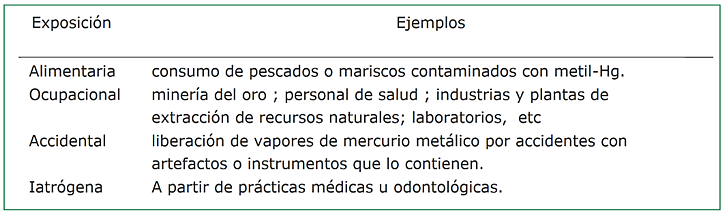 Exposición Ejemplos
Alimentaria consumo de pescados o mariscos contaminados con metil-Hg.
Ocupacional minería del oro ; personal de salud ; industrias y plantas de
extracción de recursos naturales; laboratorios, etc
Accidental liberación de vapores de mercurio metálico por accidentes con
artefactos o instrumentos que lo contienen.
Iatrógena A partir de prácticas médicas u odontológicas.